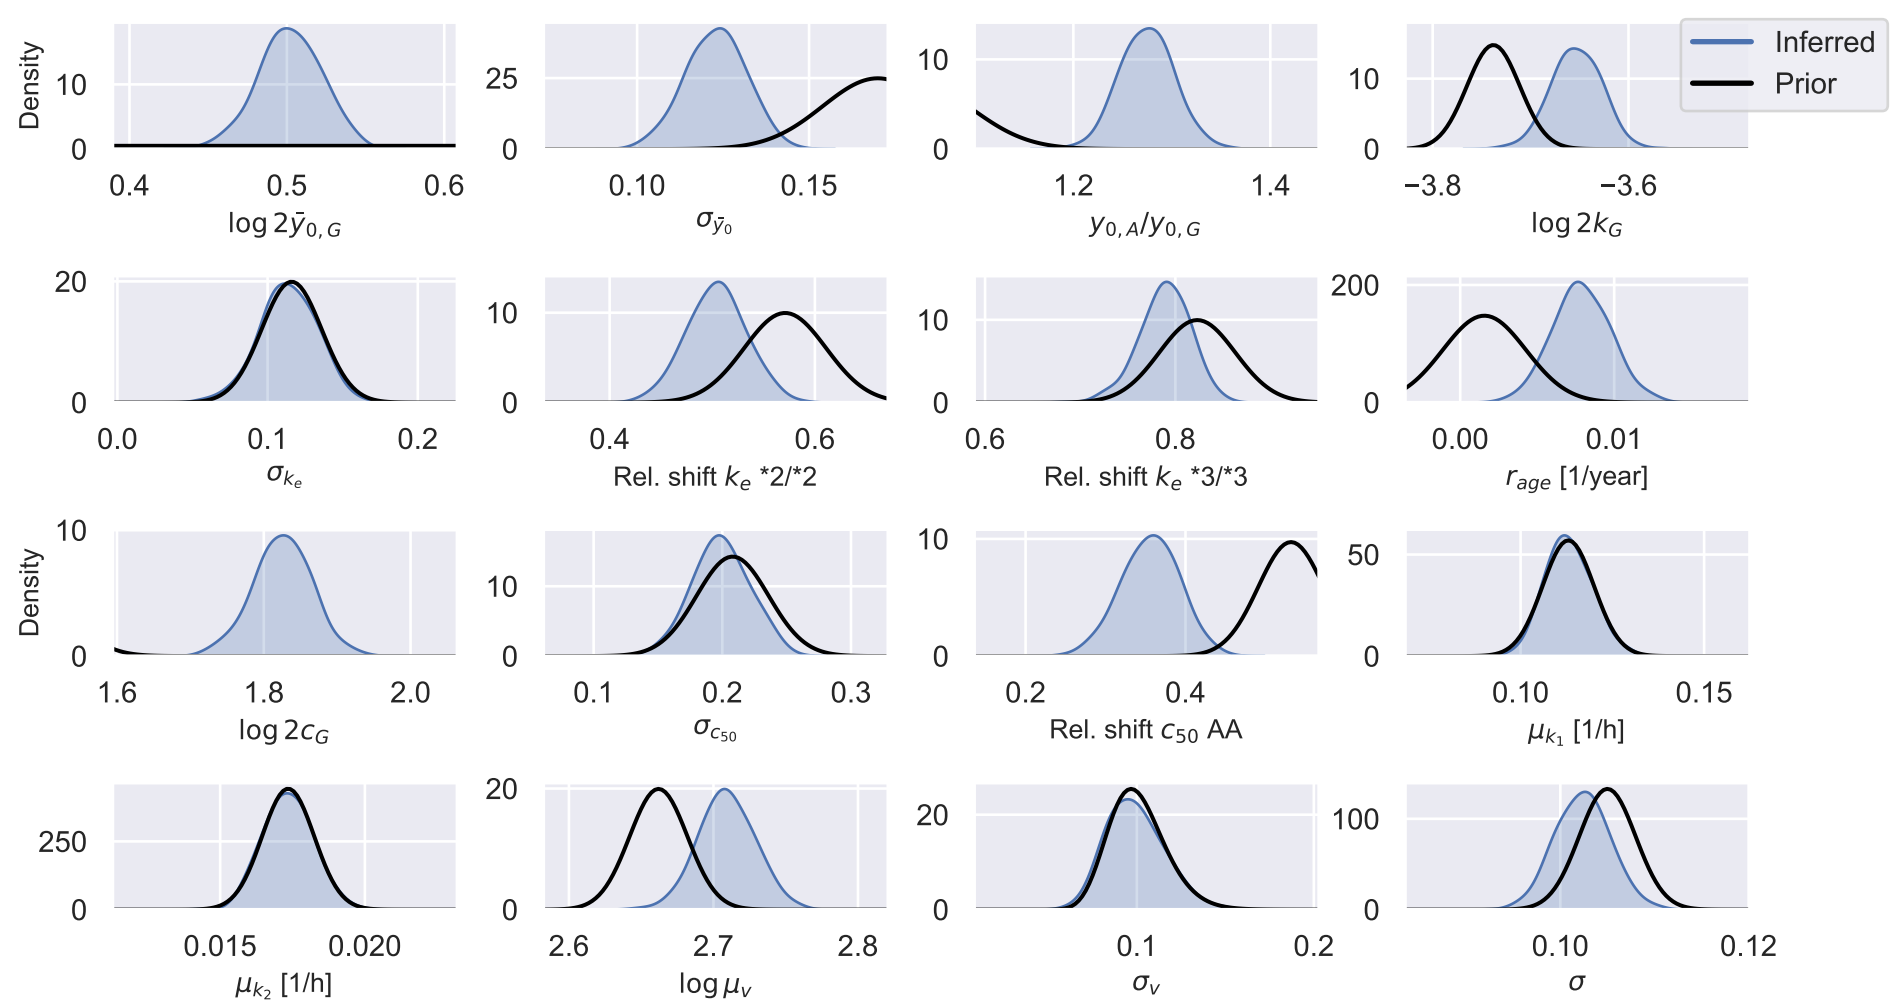 Inferred
Prior
Density
10
0
0.4 0.5 0.6
log 2ȳ₀,G
25
0
0.10 0.15
σȳ₀
10
0
1.2 1.4
y₀,A/y₀,G
10
0
−3.8 −3.6
log 2k_G
20
0
0.0 0.1 0.2
σ_kₑ
10
0
0.4 0.6
Rel. shift kₑ *2/*2
10
0
0.6 0.8
Rel. shift kₑ *3/*3
200
0
0.00 0.01
r_age [1/year]
Density
10
0
1.6 1.8 2.0
log 2c_G
10
0
0.1 0.2 0.3
σ_c₅₀
10
0
0.2 0.4
Rel. shift c₅₀ AA
50
0
0.10 0.15
μ_k₁ [1/h]
250
0
0.015 0.020
μ_k₂ [1/h]
20
0
2.6 2.7 2.8
log μᵥ
20
0
0.1 0.2
σᵥ
100
0
0.10 0.12
σ